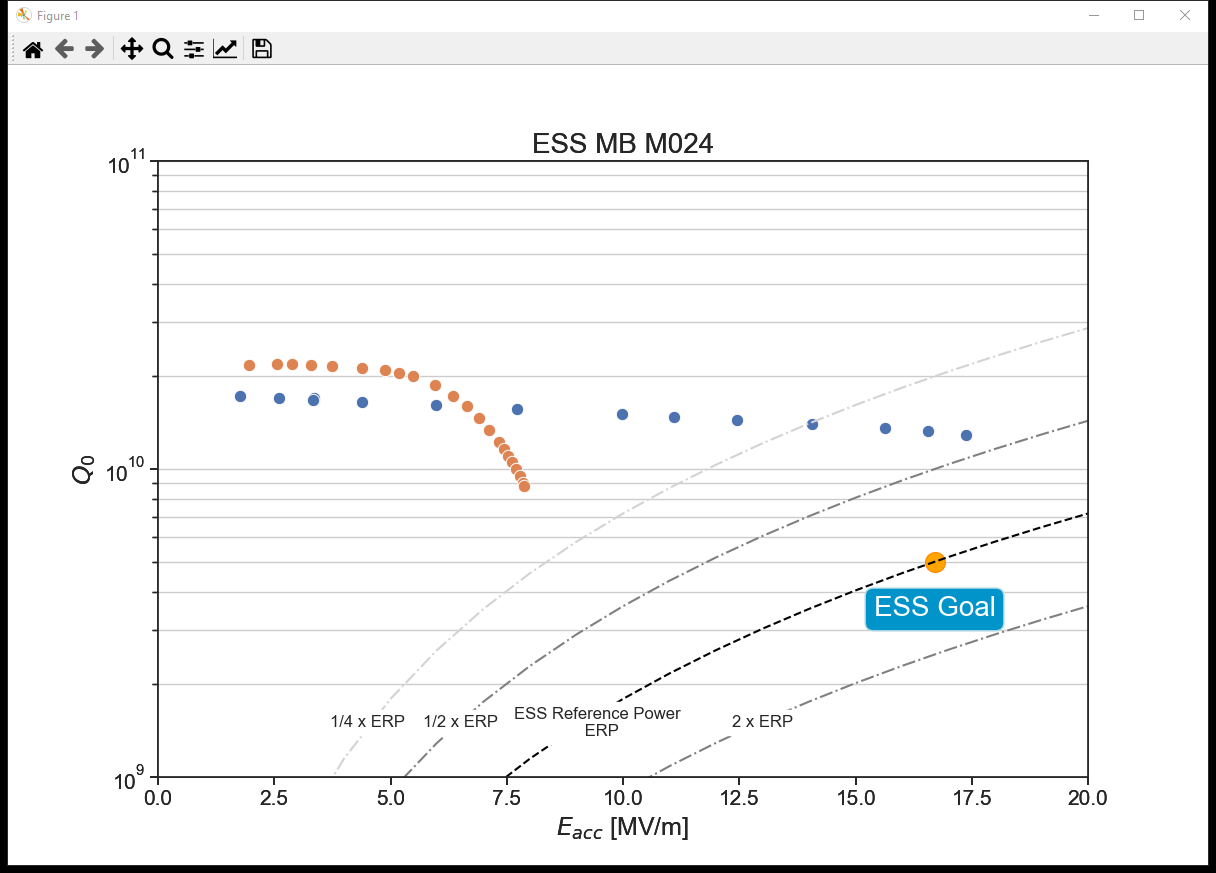 Figure 1
ESS MB M024
10^11
10^10
10^9
Q0
1/4 x ERP
1/2 x ERP
ESS Reference Power
ERP
2 x ERP
ESS Goal
0.0 2.5 5.0 7.5 10.0 12.5 15.0 17.5 20.0
Eacc [MV/m]